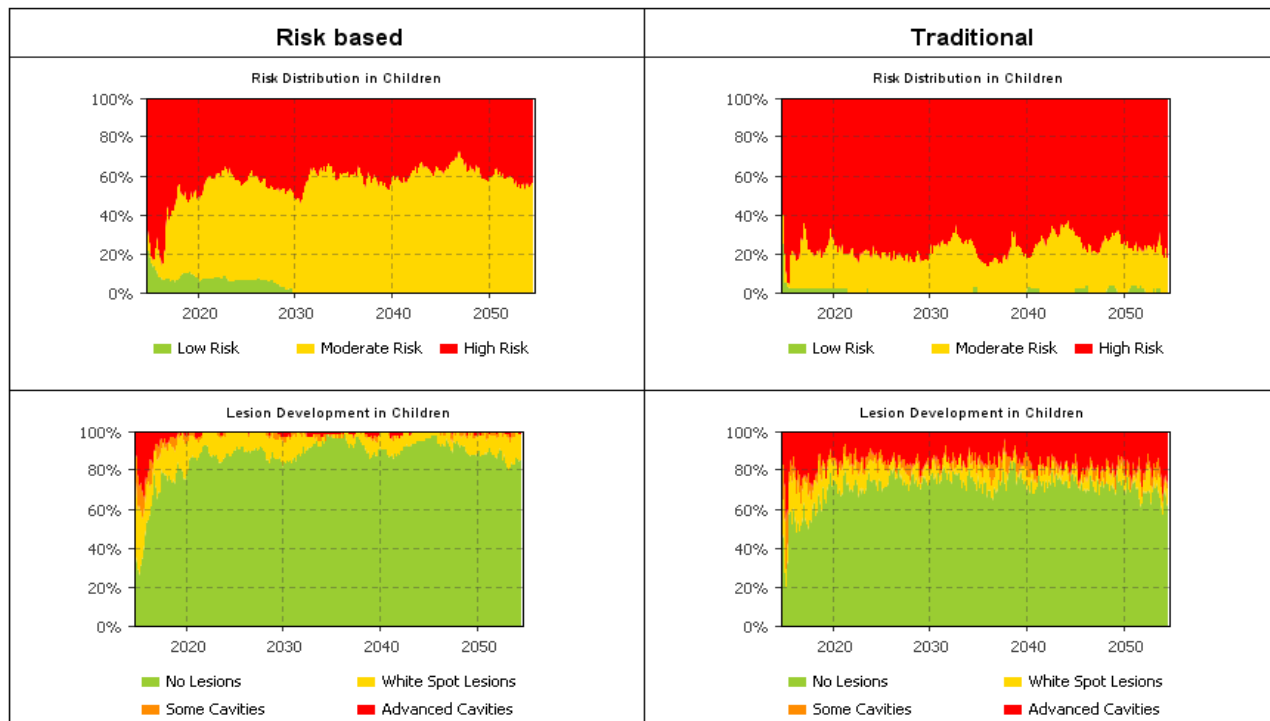 Risk based
Traditional
Risk Distribution in Children
100%
80%
60%
40%
20%
0%
2020 2030 2040 2050
Low Risk Moderate Risk High Risk
Risk Distribution in Children
100%
80%
60%
40%
20%
0%
2020 2030 2040 2050
Low Risk Moderate Risk High Risk
Lesion Development in Children
100%
80%
60%
40%
20%
0%
2020 2030 2040 2050
No Lesions White Spot Lesions
Some Cavities Advanced Cavities
Lesion Development in Children
100%
80%
60%
40%
20%
0%
2020 2030 2040 2050
No Lesions White Spot Lesions
Some Cavities Advanced Cavities